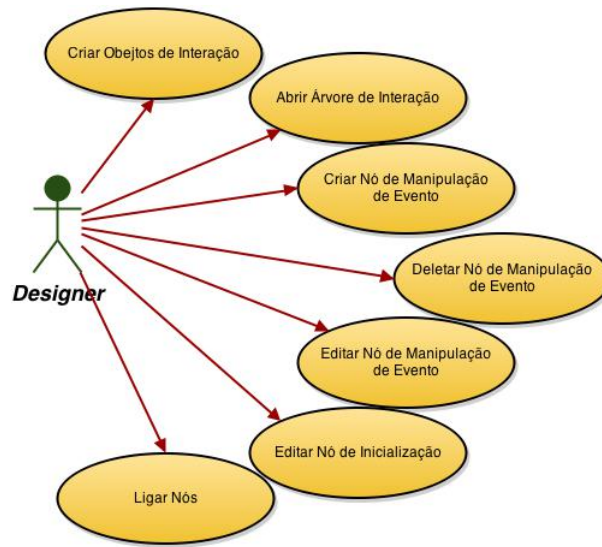 Criar Obejtos de Interação
Abrir Árvore de Interação
Criar Nó de Manipulação
de Evento
Deletar Nó de Manipulação
de Evento
Designer
Editar Nó de Manipulação
de Evento
Editar Nó de Inicialização
Ligar Nós